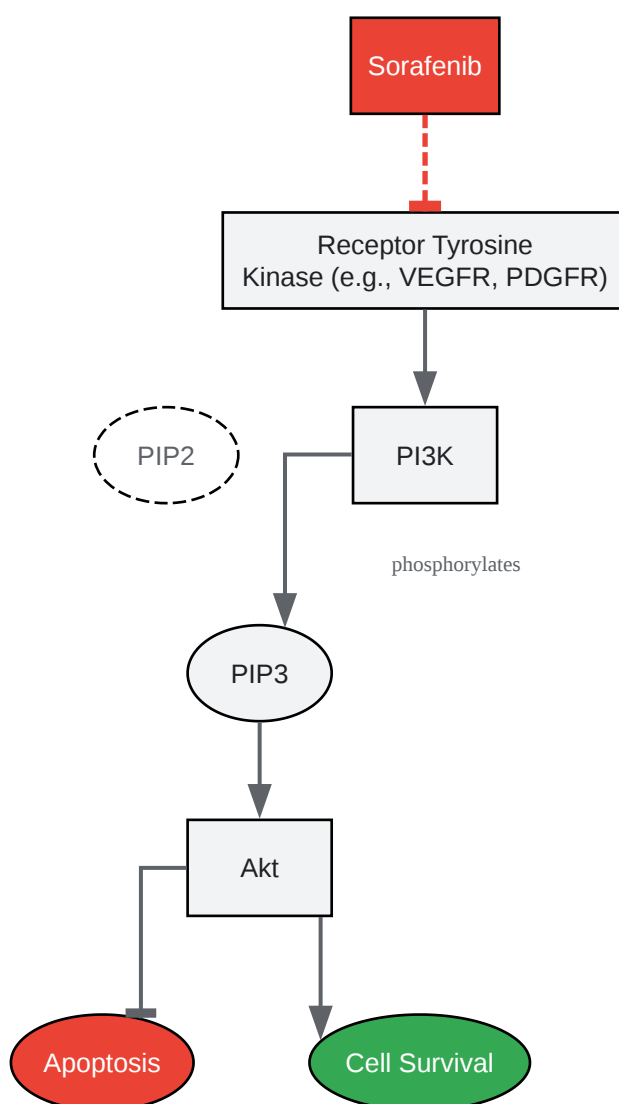 Sorafenib
Receptor Tyrosine
Kinase (e.g., VEGFR, PDGFR)
PIP2
PI3K
phosphorylates
PIP3
Akt
Apoptosis
Cell Survival